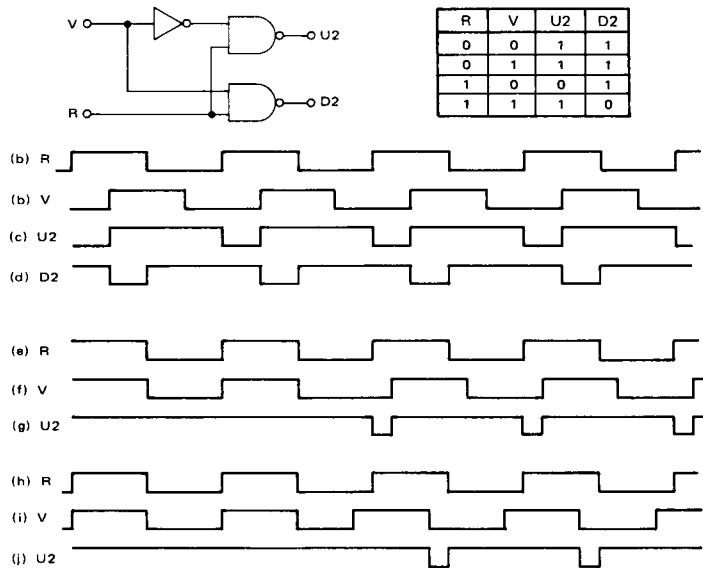 V
U2
R
D2
R V U2 D2
0 0 1 1
0 1 1 1
1 0 0 1
1 1 1 0
(b) R
(b) V
(c) U2
(d) D2
(e) R
(f) V
(g) U2
(h) R
(i) V
(j) U2